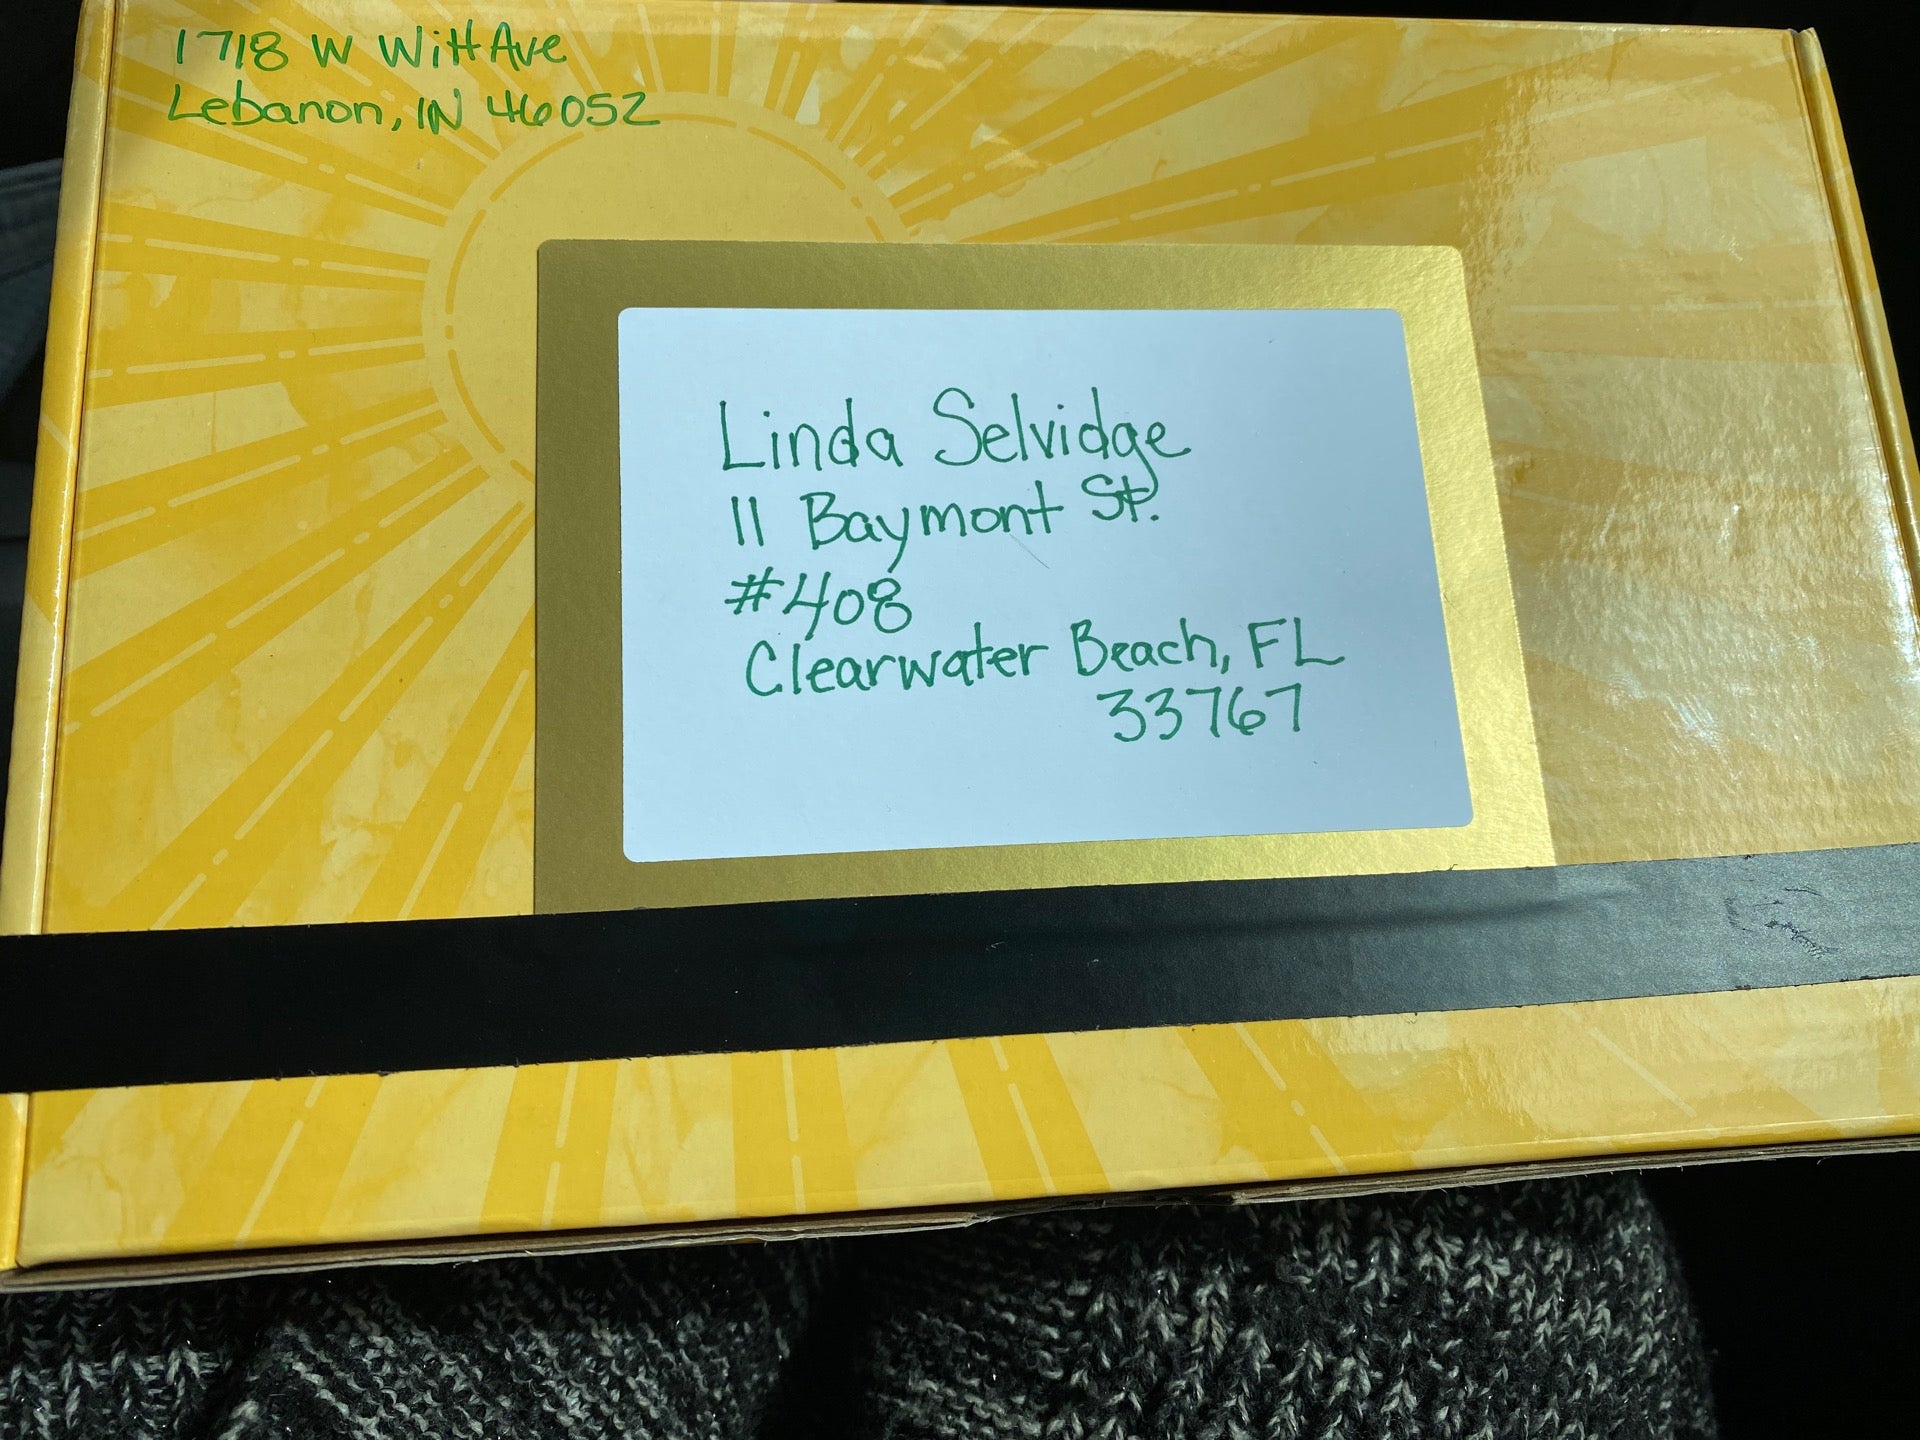 1718 W Witt Ave
Lebanon, IN 46052
Linda Selvidge
11 Baymont St.
#408
Clearwater Beach, FL
33767